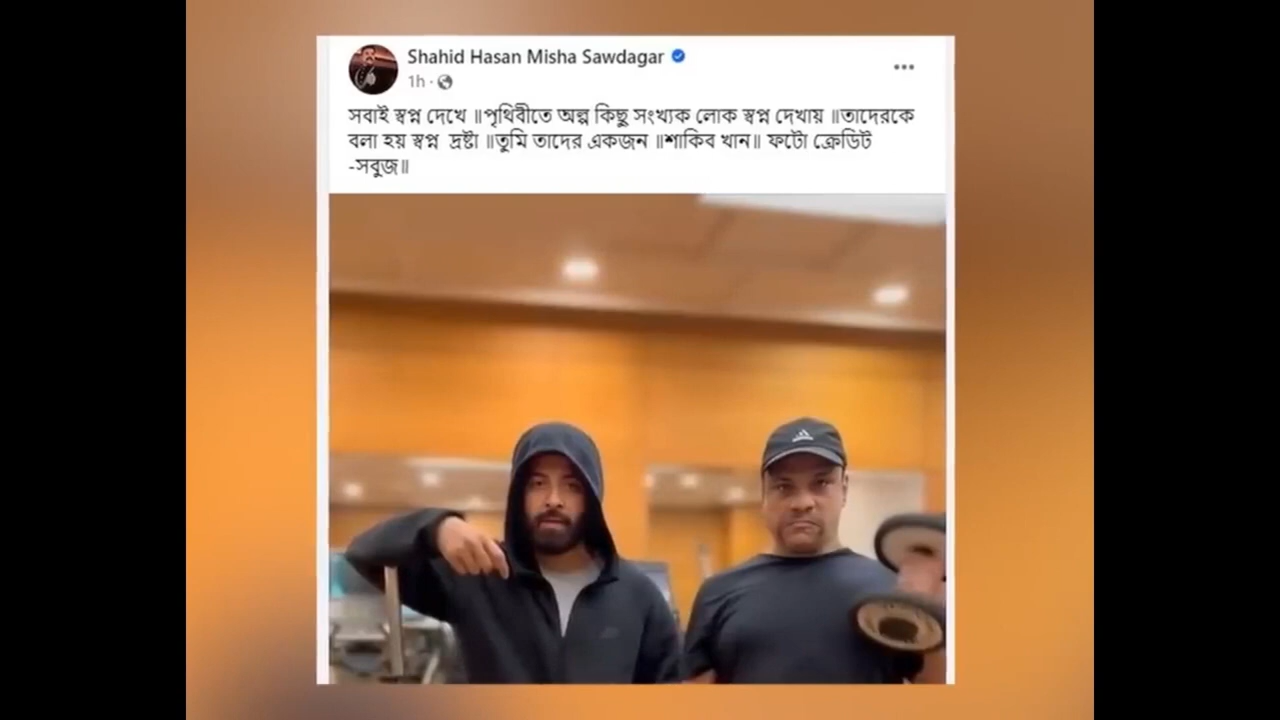 Shahid Hasan Misha Sawdagar
1h ·
সবাই স্বপ্ন দেখে ॥পৃথিবীতে অল্প কিছু সংখ্যক লোক স্বপ্ন দেখায় ॥তাদেরকে
বলা হয় স্বপ্ন  দ্রষ্টা ॥তুমি তাদের একজন ॥শাকিব খান॥ ফটো ক্রেডিট
-সবুজ॥